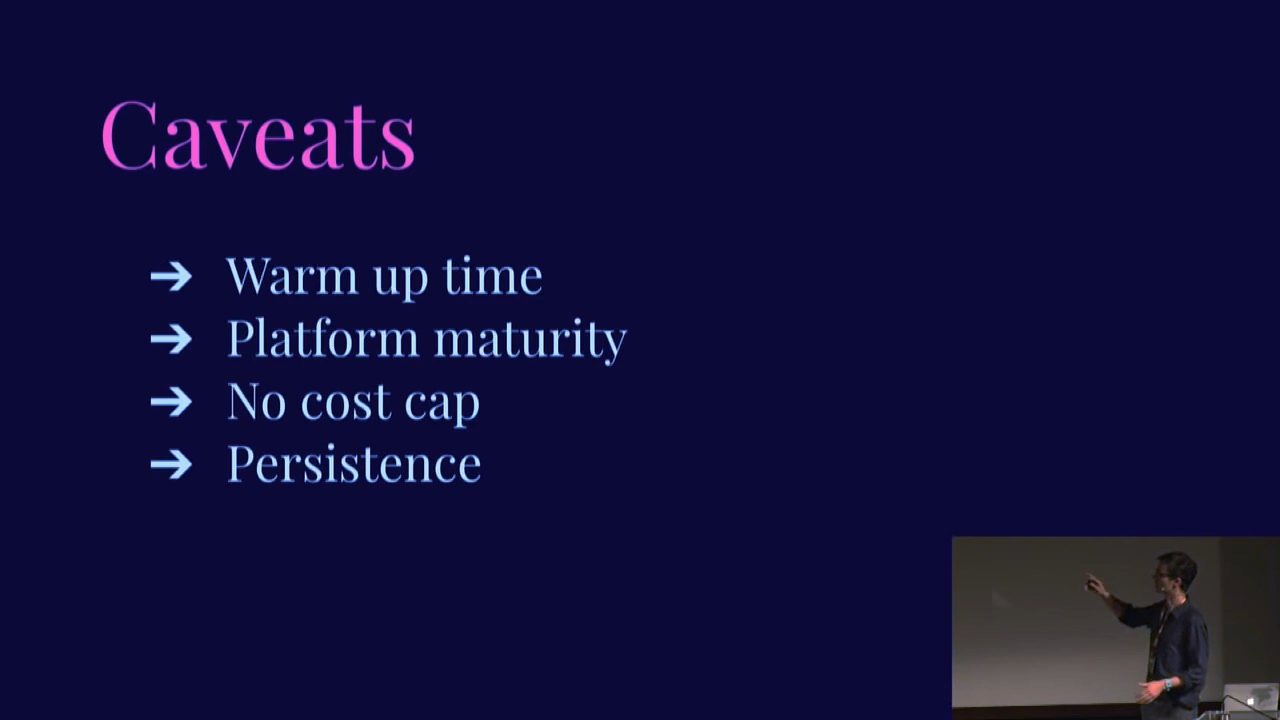 Caveats
➔ Warm up time
➔ Platform maturity
➔ No cost cap
➔ Persistence